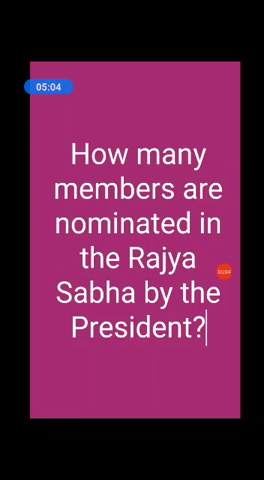 05:04
How many
members are
nominated in
the Rajya
Sabha by the
President?